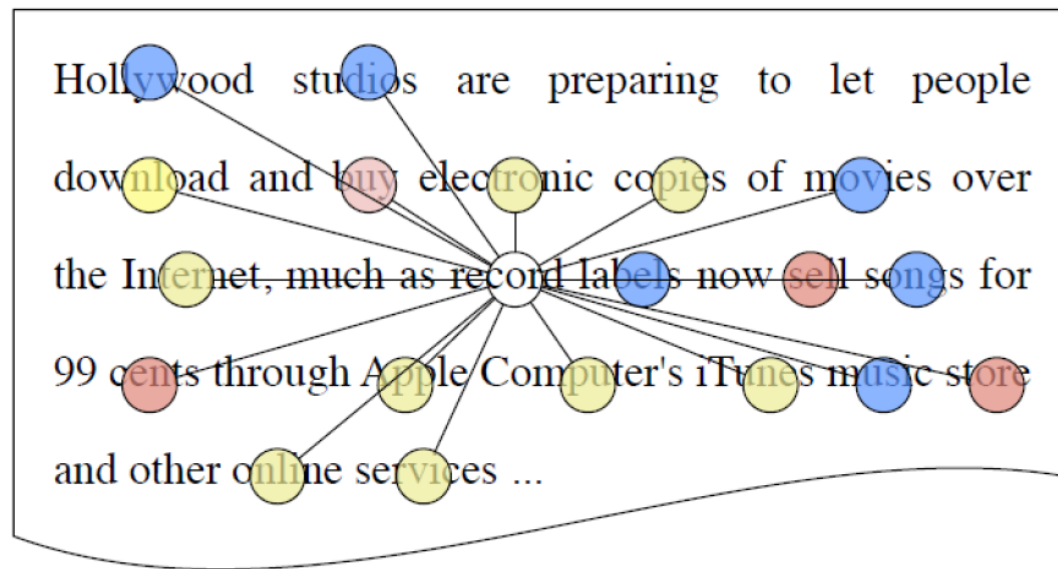 Hollywood studios are preparing to let people
download and buy electronic copies of movies over
the Internet, much as record labels now sell songs for
99 cents through Apple Computer's iTunes music store
and other online services ...